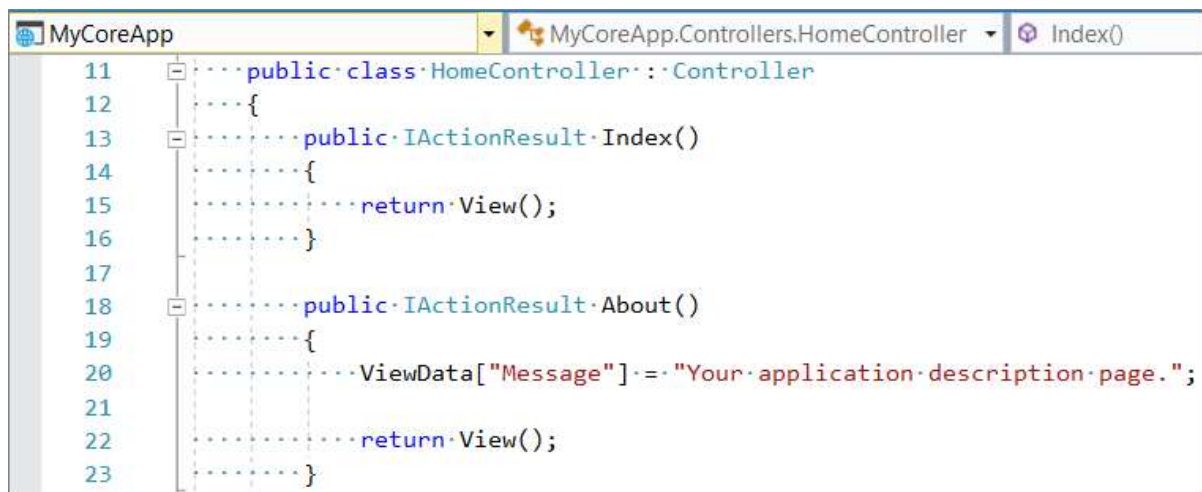 MyCoreApp MyCoreApp.Controllers.HomeController Index()
11 public class HomeController : Controller
12 {
13 public IActionResult Index()
14 {
15 return View();
16 }
17
18 public IActionResult About()
19 {
20 ViewData["Message"] = "Your application description page.";
21
22 return View();
23 }